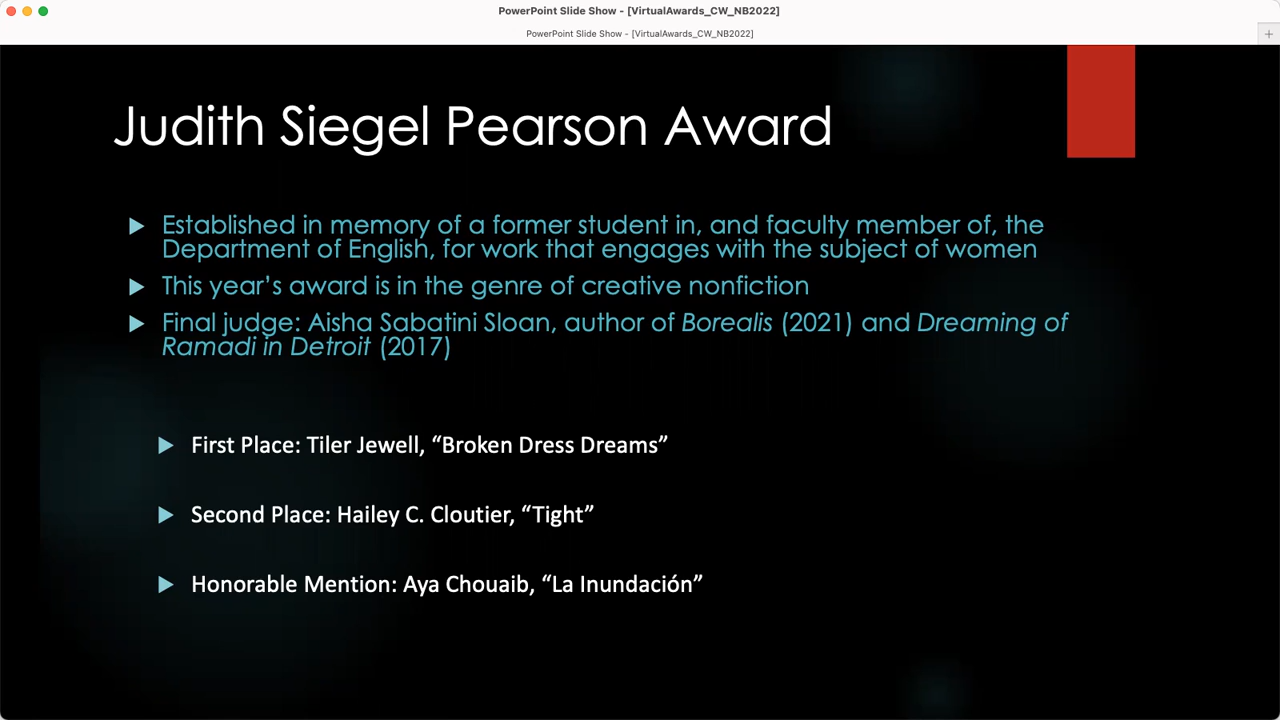 PowerPoint Slide Show - [VirtualAwards_CW_NB2022]
PowerPoint Slide Show - [VirtualAwards_CW_NB2022]
Judith Siegel Pearson Award
Established in memory of a former student in, and faculty member of, the
Department of English, for work that engages with the subject of women
This year’s award is in the genre of creative nonfiction
Final judge: Aisha Sabatini Sloan, author of Borealis (2021) and Dreaming of
Ramadi in Detroit (2017)
First Place: Tiler Jewell, “Broken Dress Dreams”
Second Place: Hailey C. Cloutier, “Tight”
Honorable Mention: Aya Chouaib, “La Inundación”